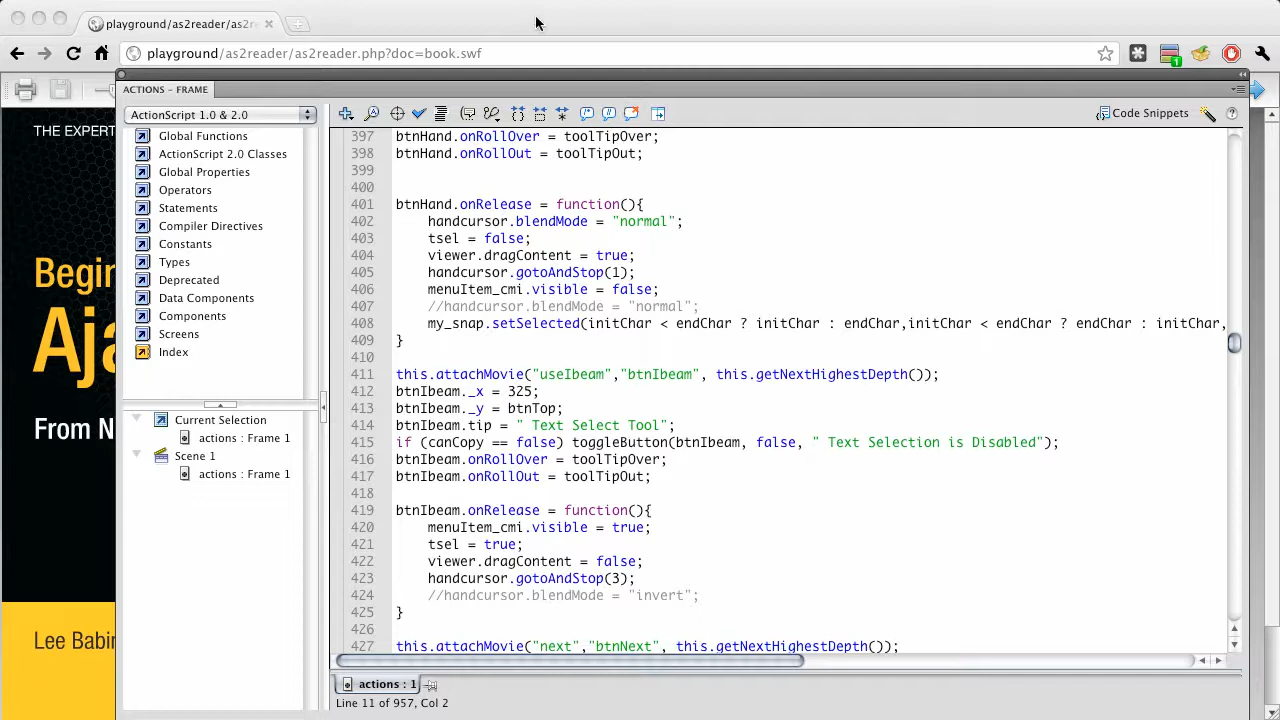 playground/as2reader/as2re
playground/as2reader/as2reader.php?doc=book.swf
1
THE EXPERT
Begin
Aja
From N
Lee Babin
ACTIONS – FRAME
ActionScript 1.0 & 2.0
Code Snippets
Global Functions
ActionScript 2.0 Classes
Global Properties
Operators
Statements
Compiler Directives
Constants
Types
Deprecated
Data Components
Components
Screens
Index
Current Selection
actions : Frame 1
Scene 1
actions : Frame 1
397 btnHand.onRollOver = toolTipOver;
398 btnHand.onRollOut = toolTipOut;
399
400
401 btnHand.onRelease = function(){
402 handcursor.blendMode = "normal";
403 tsel = false;
404 viewer.dragContent = true;
405 handcursor.gotoAndStop(1);
406 menuItem_cmi.visible = false;
407 //handcursor.blendMode = "normal";
408 my_snap.setSelected(initChar < endChar ? initChar : endChar,initChar < endChar ? endChar : initChar,
409 }
410
411 this.attachMovie("useIbeam","btnIbeam", this.getNextHighestDepth());
412 btnIbeam._x = 325;
413 btnIbeam._y = btnTop;
414 btnIbeam.tip = " Text Select Tool";
415 if (canCopy == false) toggleButton(btnIbeam, false, " Text Selection is Disabled");
416 btnIbeam.onRollOver = toolTipOver;
417 btnIbeam.onRollOut = toolTipOut;
418
419 btnIbeam.onRelease = function(){
420 menuItem_cmi.visible = true;
421 tsel = true;
422 viewer.dragContent = false;
423 handcursor.gotoAndStop(3);
424 //handcursor.blendMode = "invert";
425 }
426
427 this.attachMovie("next","btnNext", this.getNextHighestDepth());
actions : 1
Line 11 of 957, Col 2